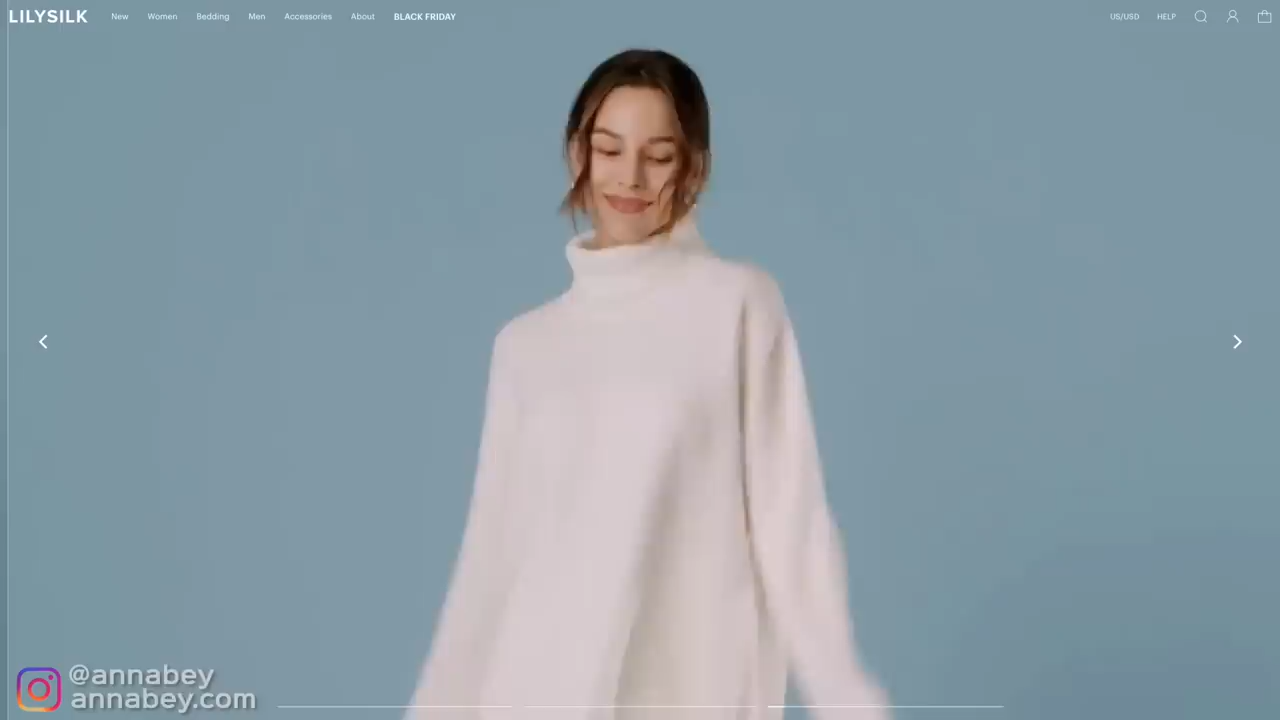 LILYSILK New Women Bedding Men Accessories About BLACK FRIDAY US/USD HELP
@annabey
annabey.com